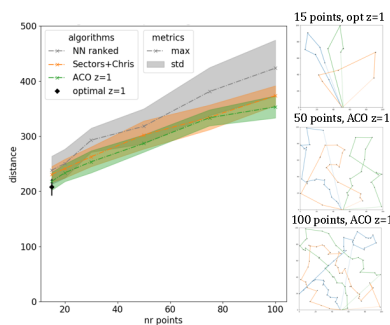 15 points, opt z=1
algorithms
metrics
NN ranked
max
Sectors+Chris
std
ACO z=1
optimal z=1
500
400
300
200
100
0
distance
20
40
60
80
100
nr points
50 points, ACO z=1
100 points, ACO z=1